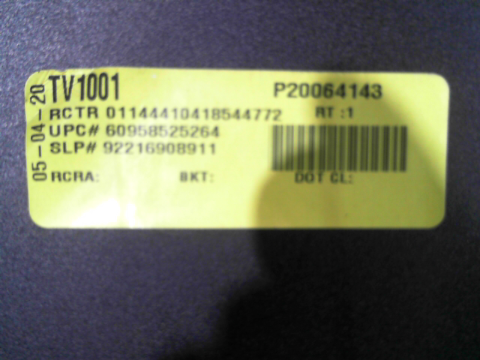 05-04-20
TV1001 P20064143
RCTR 01144410418544772 RT:1
UPC# 60958525264
SLP# 92216908911
RCRA: BKT: DOT CL: